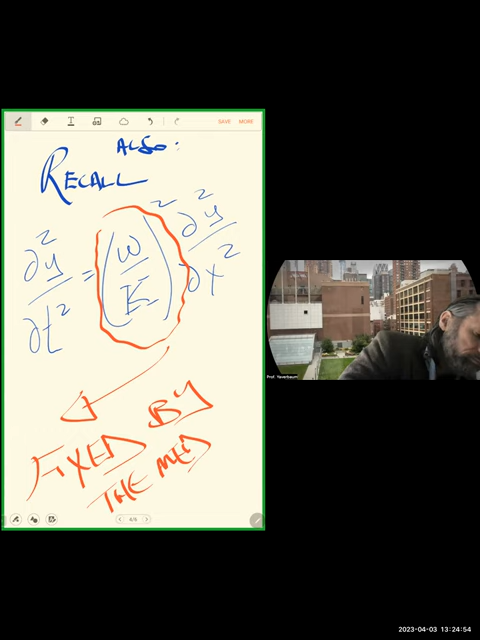 SAVE MORE
ALSO:
RECALL
∂²y/∂t² = (ω/K)² ∂²y/∂x²
FIXED BY
THE MED
4/6
Prof. Yaverbaum
2023-04-03 13:24:54